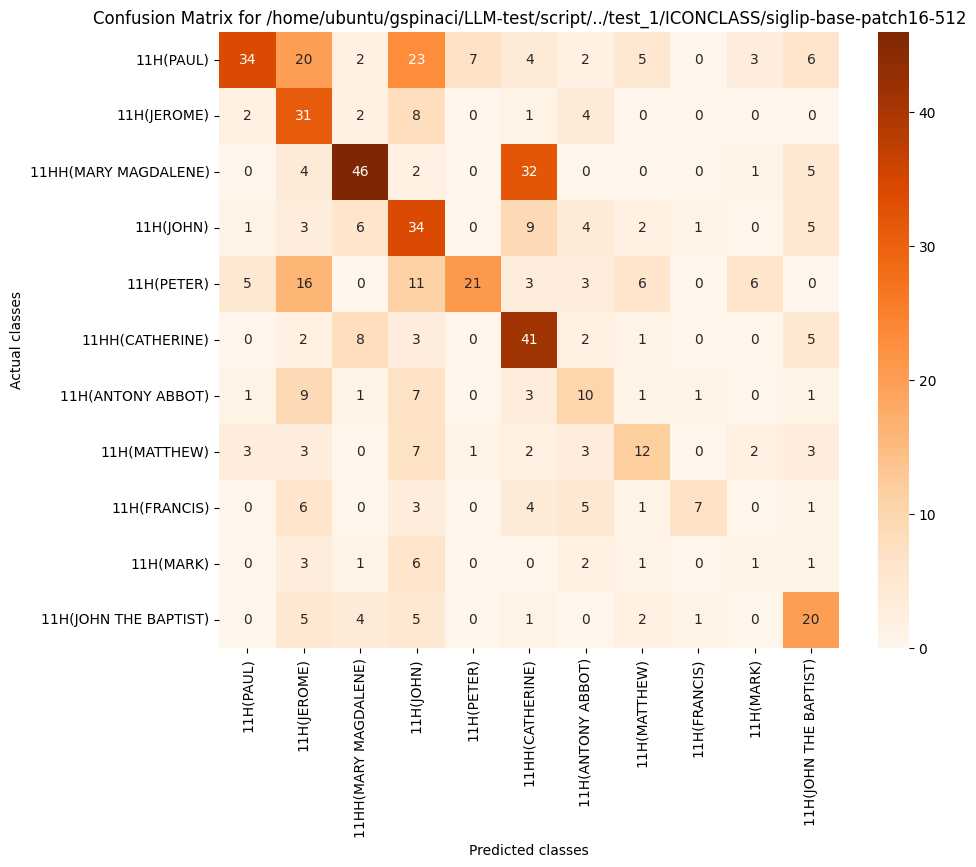 Confusion Matrix for /home/ubuntu/gspinaci/LLM-test/script/../test_1/ICONCLASS/siglip-base-patch16-512
11H(PAUL) 34 20 2 23 7 4 2 5 0 3 6
11H(JEROME) 2 31 2 8 0 1 4 0 0 0 0
11HH(MARY MAGDALENE) 0 4 46 2 0 32 0 0 0 1 5
11H(JOHN) 1 3 6 34 0 9 4 2 1 0 5
11H(PETER) 5 16 0 11 21 3 3 6 0 6 0
11HH(CATHERINE) 0 2 8 3 0 41 2 1 0 0 5
11H(ANTONY ABBOT) 1 9 1 7 0 3 10 1 1 0 1
11H(MATTHEW) 3 3 0 7 1 2 3 12 0 2 3
11H(FRANCIS) 0 6 0 3 0 4 5 1 7 0 1
11H(MARK) 0 3 1 6 0 0 2 1 0 1 1
11H(JOHN THE BAPTIST) 0 5 4 5 0 1 0 2 1 0 20
Actual classes
11H(PAUL)
11H(JEROME)
11HH(MARY MAGDALENE)
11H(JOHN)
11H(PETER)
11HH(CATHERINE)
11H(ANTONY ABBOT)
11H(MATTHEW)
11H(FRANCIS)
11H(MARK)
11H(JOHN THE BAPTIST)
Predicted classes
40
30
20
10
0